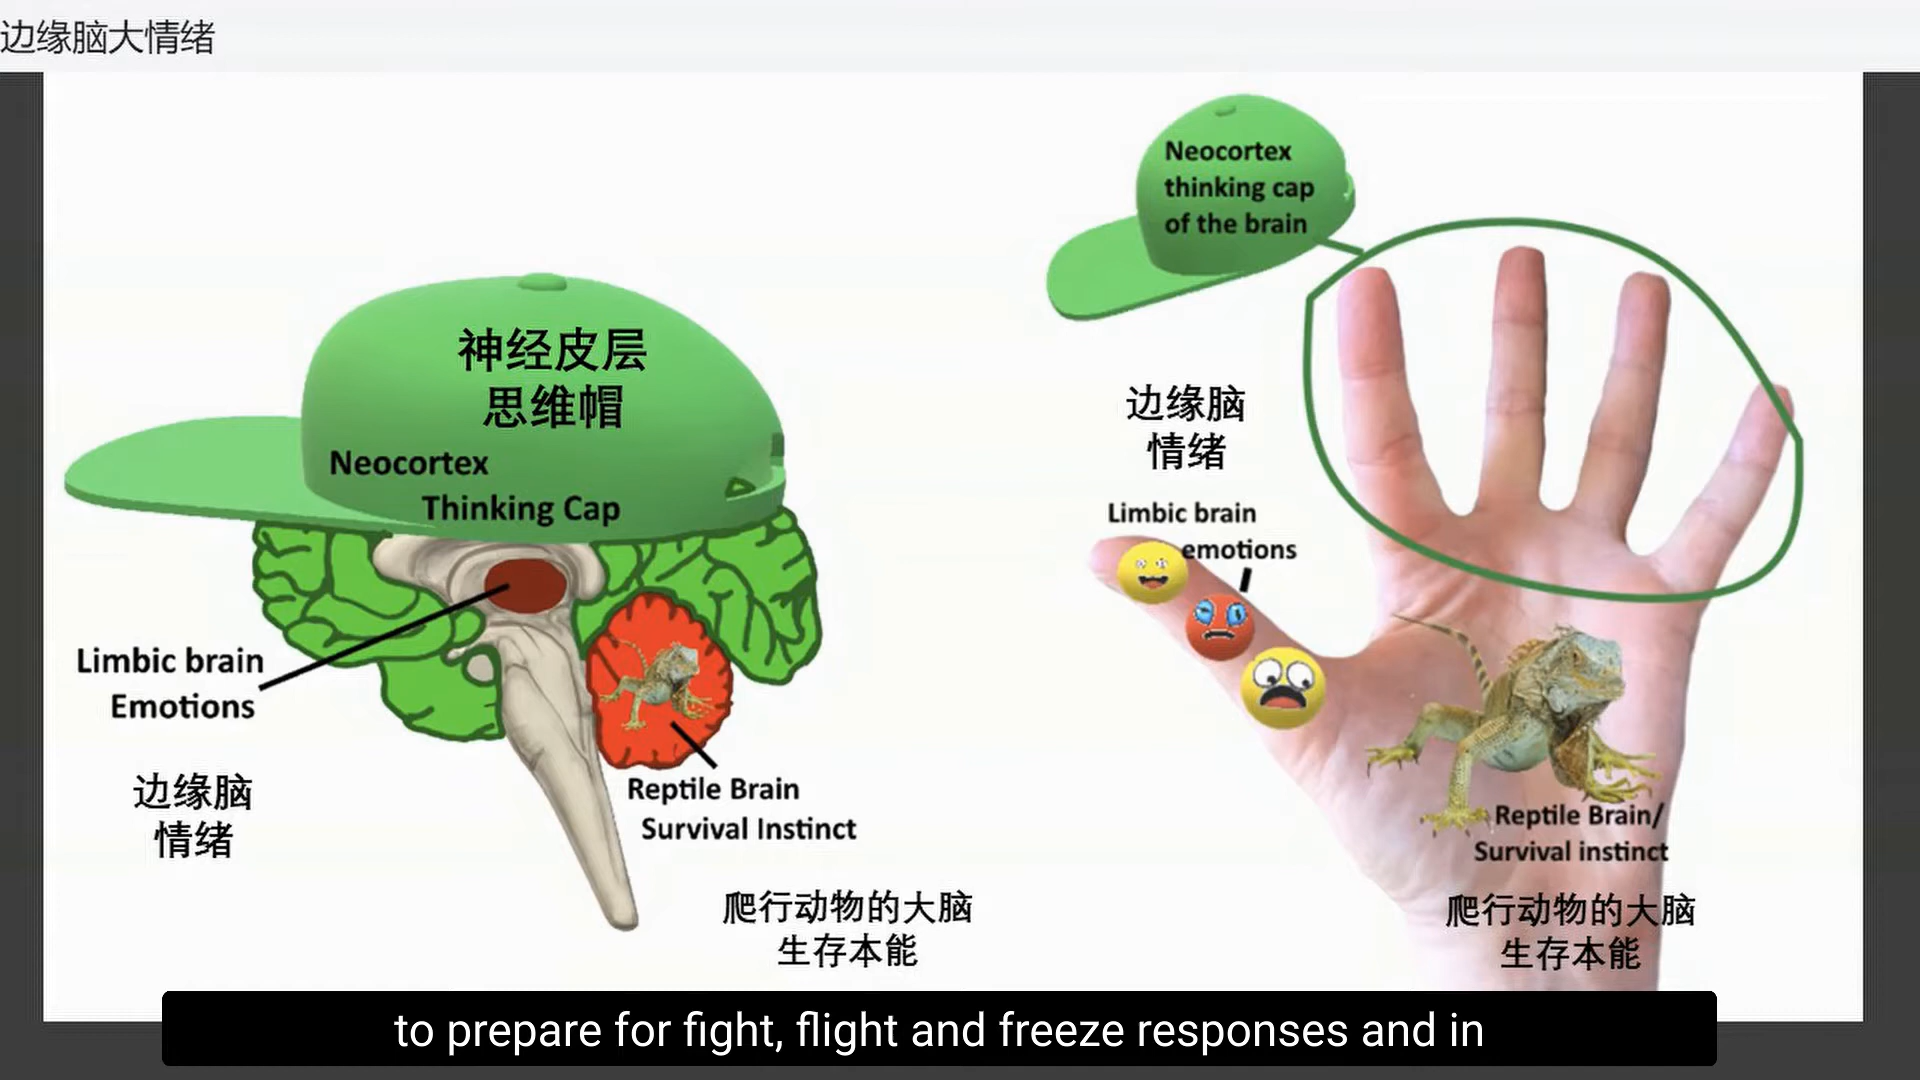 边缘脑大情绪
神经皮层
思维帽
Neocortex
Thinking Cap
Limbic brain
Emotions
边缘脑
情绪
Reptile Brain
Survival Instinct
爬行动物的大脑
生存本能
Neocortex
thinking cap
of the brain
边缘脑
情绪
Limbic brain
emotions
Reptile Brain/
Survival instinct
爬行动物的大脑
生存本能
to prepare for fight, flight and freeze responses and in